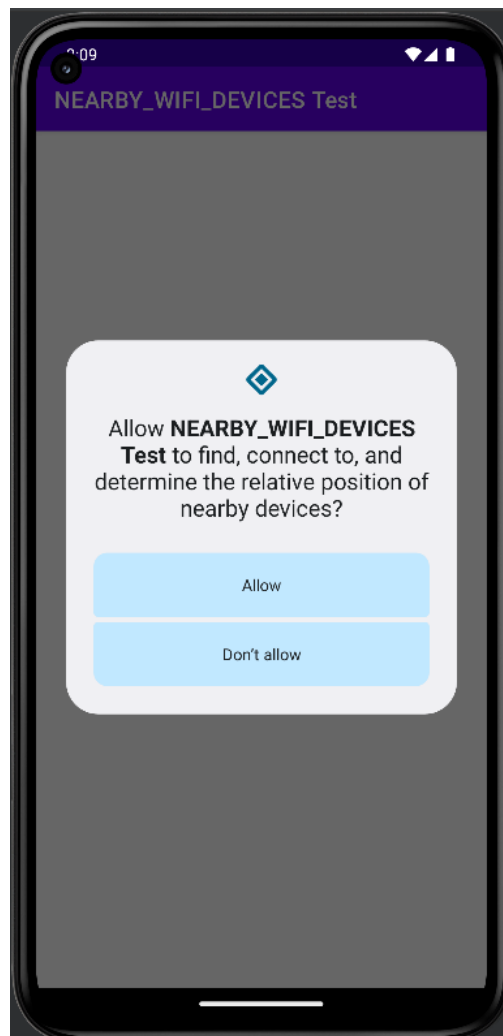 :09
NEARBY_WIFI_DEVICES Test
Allow NEARBY_WIFI_DEVICES
Test to find, connect to, and
determine the relative position of
nearby devices?
Allow
Don't allow